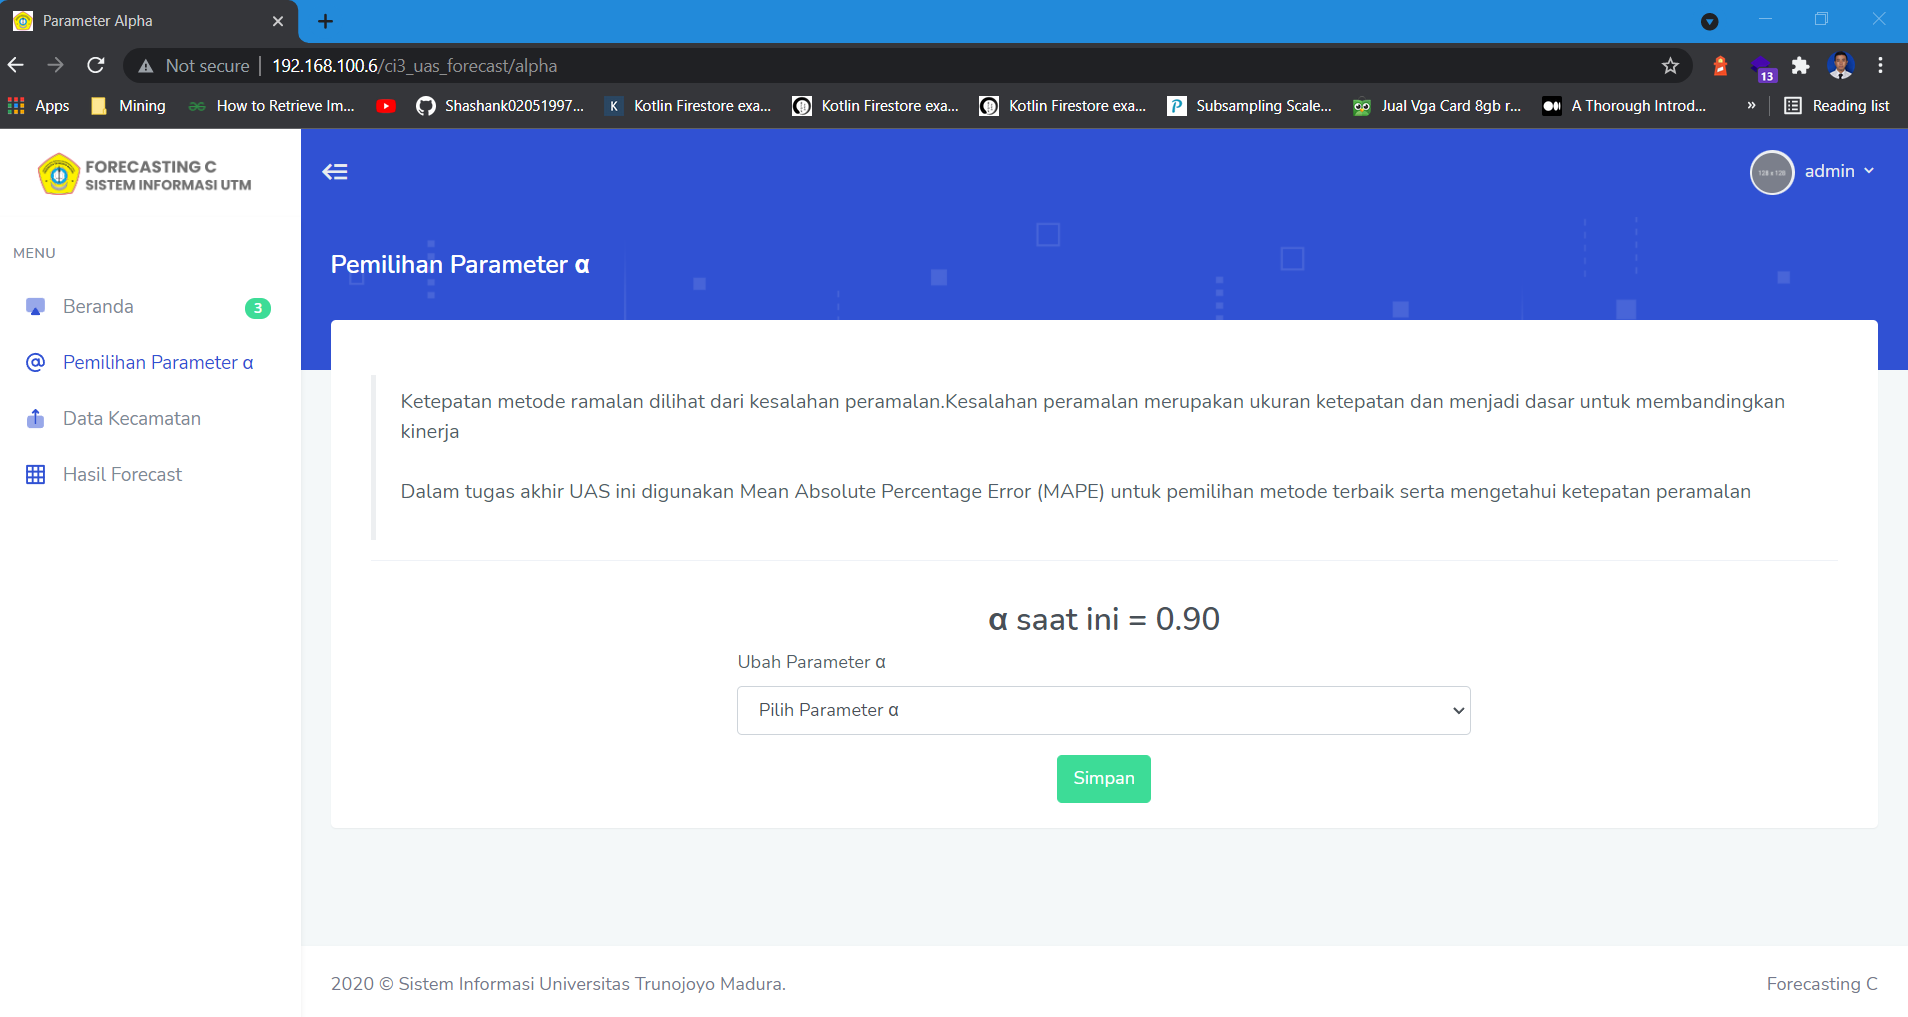 Parameter Alpha
Not secure | 192.168.100.6/ci3_uas_forecast/alpha
13
Apps
Mining
How to Retrieve Im...
Shashank02051997...
K
Kotlin Firestore exa...
Kotlin Firestore exa...
Kotlin Firestore exa...
Subsampling Scale...
Jual Vga Card 8gb r...
A Thorough Introd...
»
Reading list
FORECASTING C
SISTEM INFORMASI UTM
admin
MENU
Beranda
3
Pemilihan Parameter α
Data Kecamatan
Hasil Forecast
Pemilihan Parameter α
Ketepatan metode ramalan dilihat dari kesalahan peramalan.Kesalahan peramalan merupakan ukuran ketepatan dan menjadi dasar untuk membandingkan
kinerja
Dalam tugas akhir UAS ini digunakan Mean Absolute Percentage Error (MAPE) untuk pemilihan metode terbaik serta mengetahui ketepatan peramalan
α saat ini = 0.90
Ubah Parameter α
Pilih Parameter α
Simpan
2020 © Sistem Informasi Universitas Trunojoyo Madura.
Forecasting C